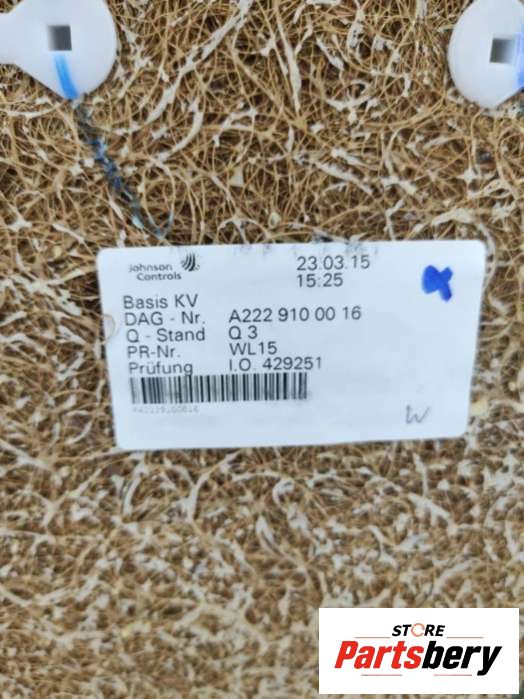 Johnson
Controls
23.03.15
15:25
Basis KV
DAG - Nr. A222 910 00 16
Q - Stand Q 3
PR-Nr. WL15
Prüfung I.O. 429251
W
STORE
Partsbery